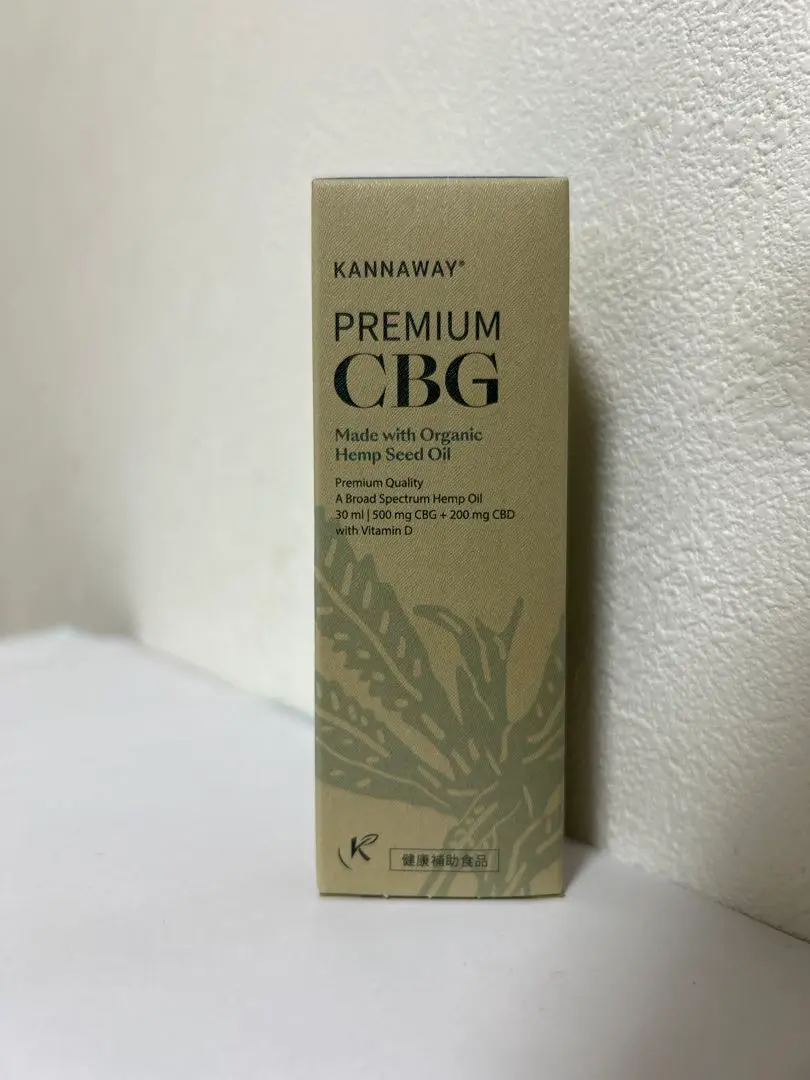 KANNAWAY®
PREMIUM
CBG
Made with Organic
Hemp Seed Oil
Premium Quality
A Broad Spectrum Hemp Oil
30 ml | 500 mg CBG + 200 mg CBD
with Vitamin D
K
健康補助食品